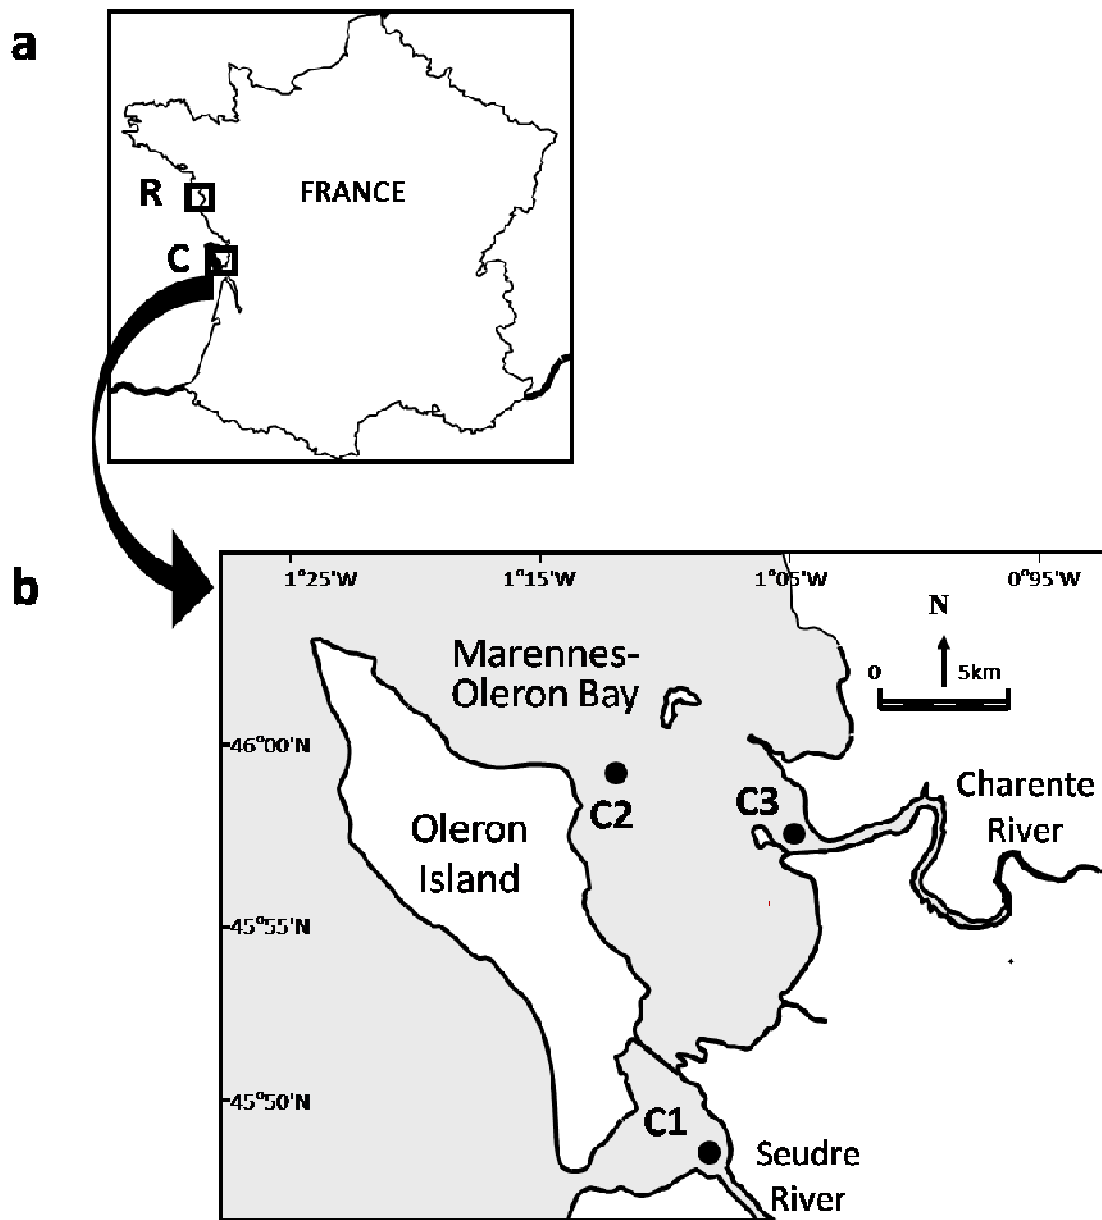 a
R
FRANCE
C
b
1°25'W
1°15'W
1°05'W
0°95'W
N
0
5km
Marennes-
Oleron Bay
46°00'N
C2
C3
Charente
River
Oleron
Island
45°55'N
45°50'N
C1
Seudre
River